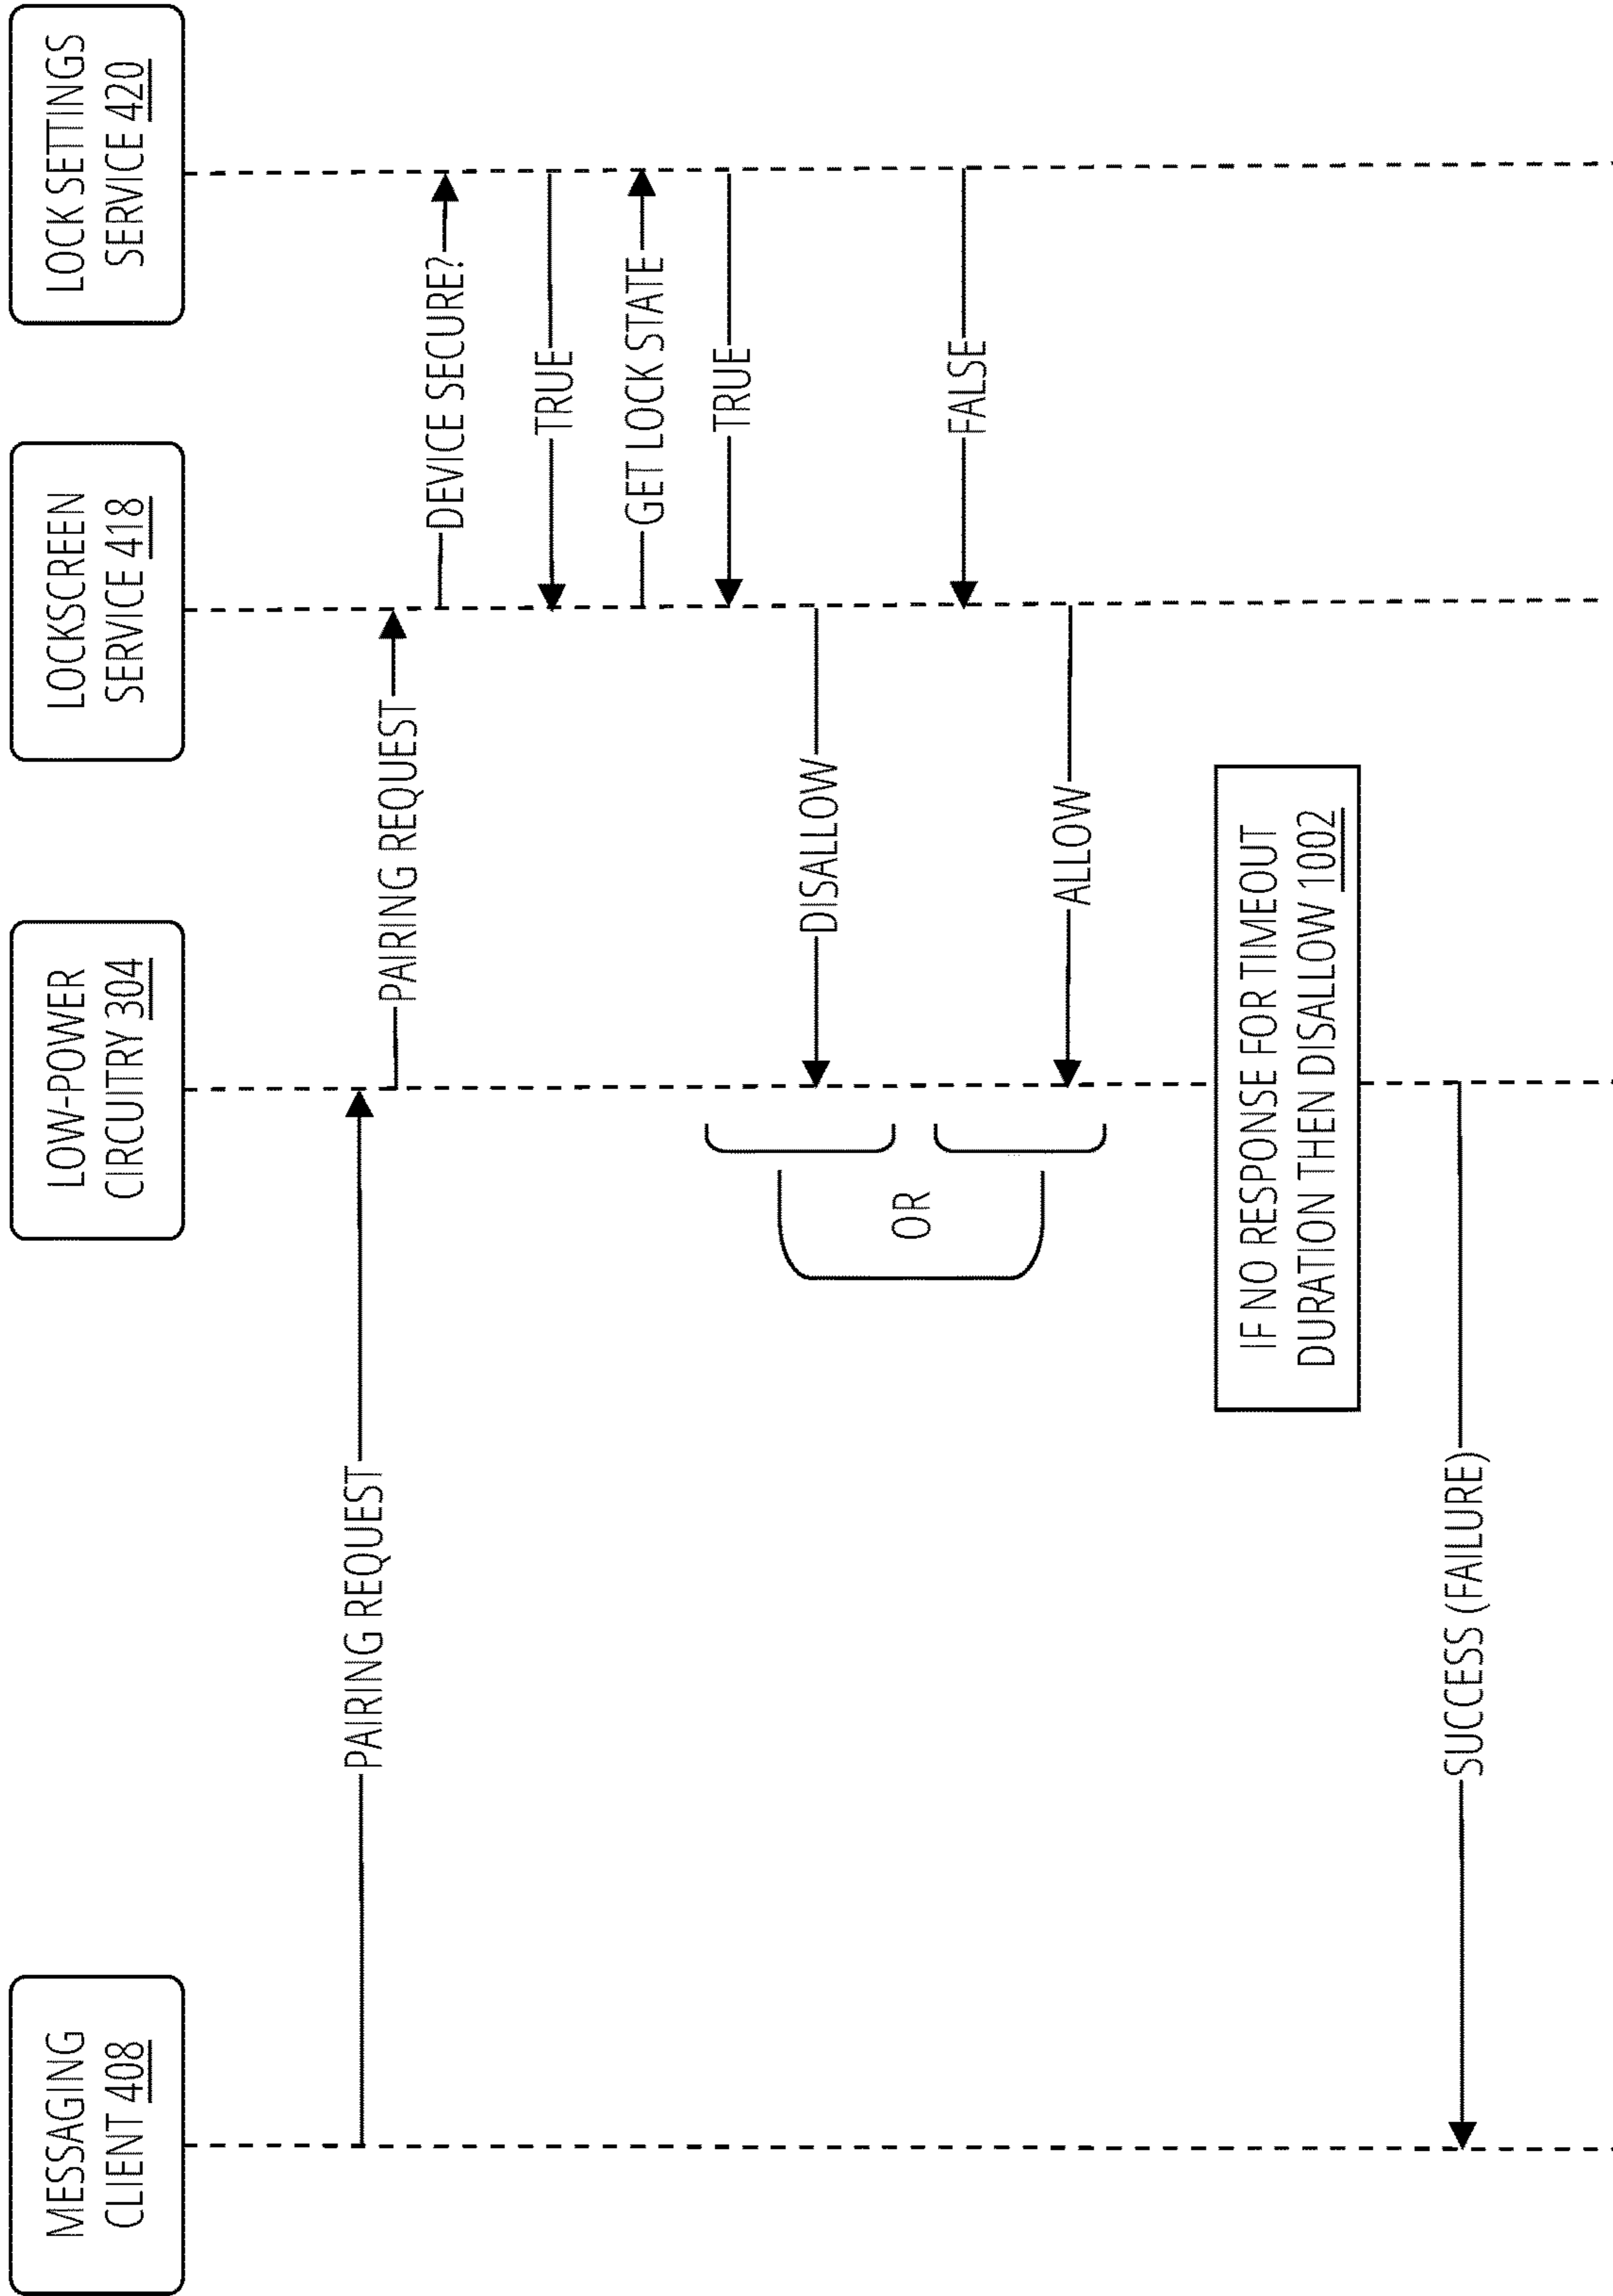 MESSAGING
CLIENT 408
LOW-POWER
CIRCUITRY 304
LOCKSCREEN
SERVICE 418
LOCK SETTINGS
SERVICE 420
PAIRING REQUEST
PAIRING REQUEST
DEVICE SECURE?
TRUE
GET LOCK STATE
TRUE
DISALLOW
OR
FALSE
ALLOW
IF NO RESPONSE FOR TIMEOUT
DURATION THEN DISALLOW 1002
SUCCESS (FAILURE)